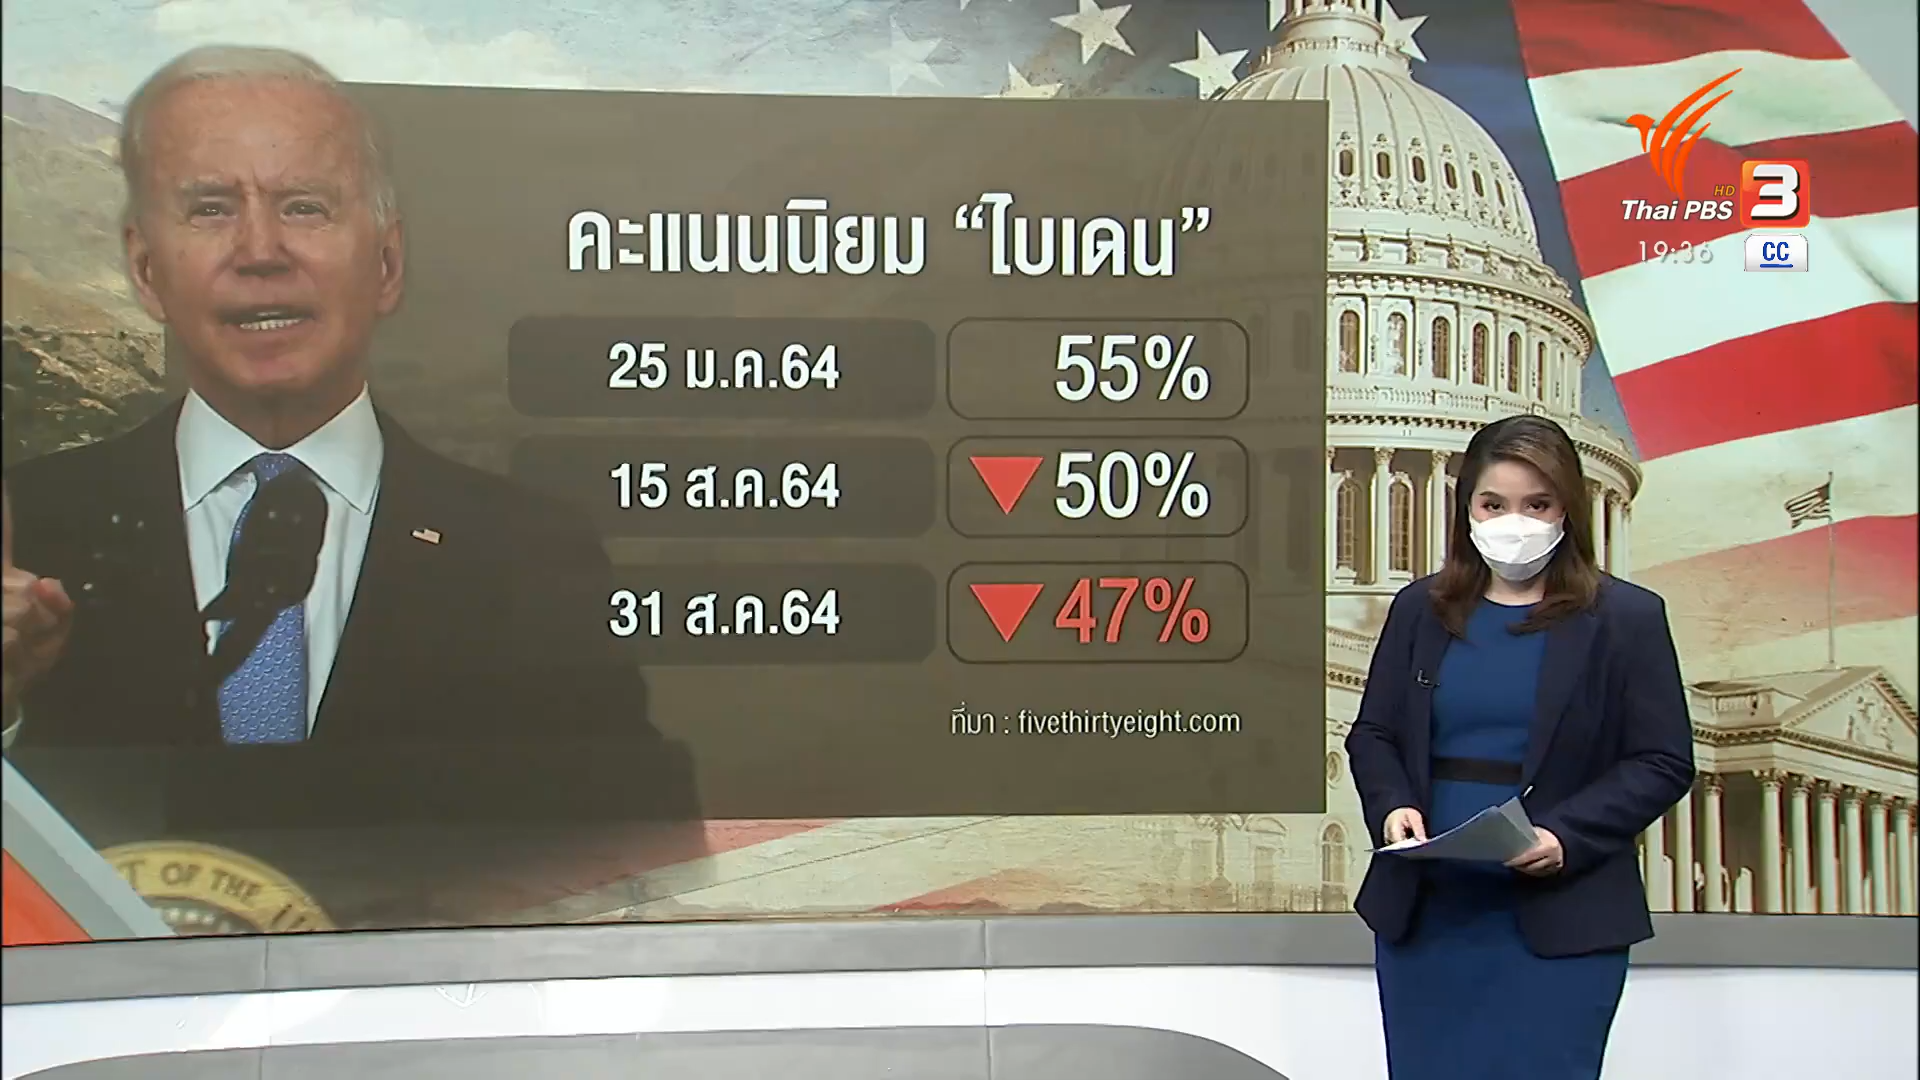 คะแนนนิยม “ไบเดน”
25 ม.ค.64
55%
15 ส.ค.64
50%
31 ส.ค.64
47%
ที่มา : fivethirtyeight.com
Thai PBS
HD
3
19:36
CC
T OF THE U